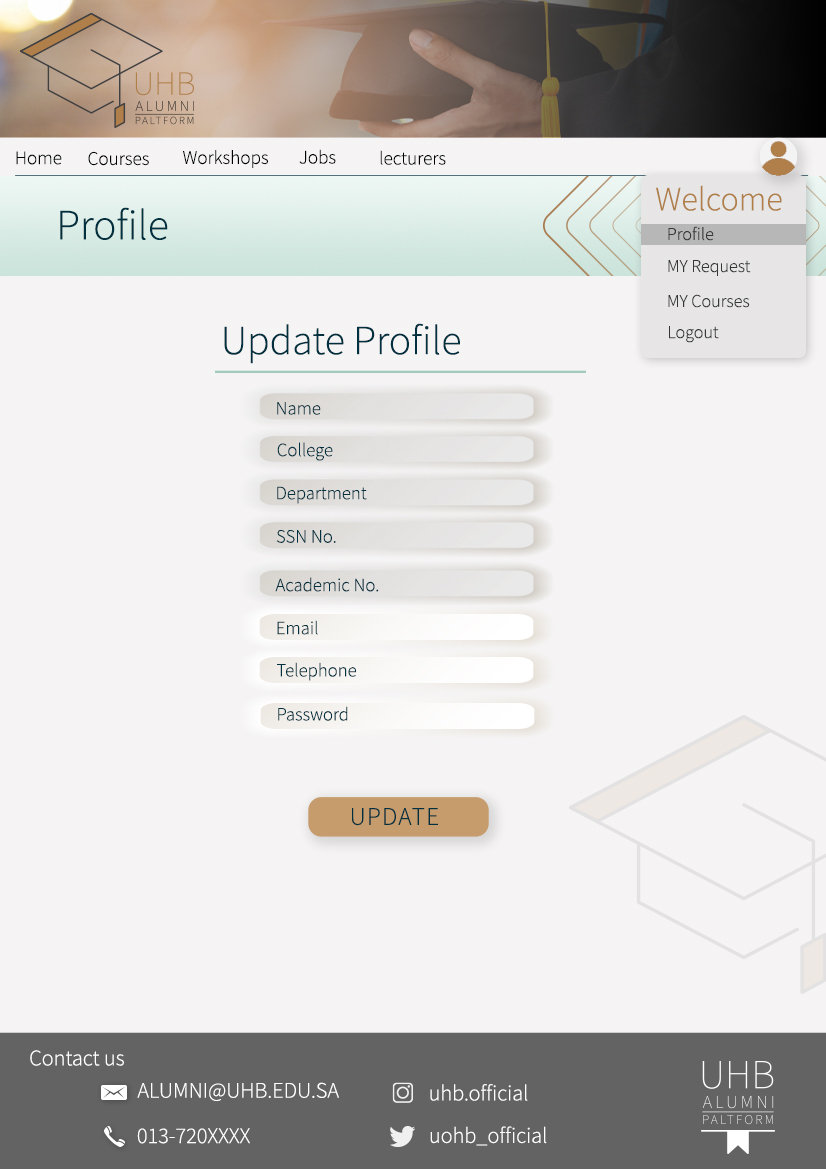 UHB
ALUMNI
PALTFORM
Home Courses Workshops Jobs lecturers
Welcome
Profile
MY Request
MY Courses
Logout
Profile
Update Profile
Name
College
Department
SSN No.
Academic No.
Email
Telephone
Password
UPDATE
Contact us
ALUMNI@UHB.EDU.SA
013-720XXXX
uhb.official
uohb_official
UHB
ALUMNI
PALTFORM